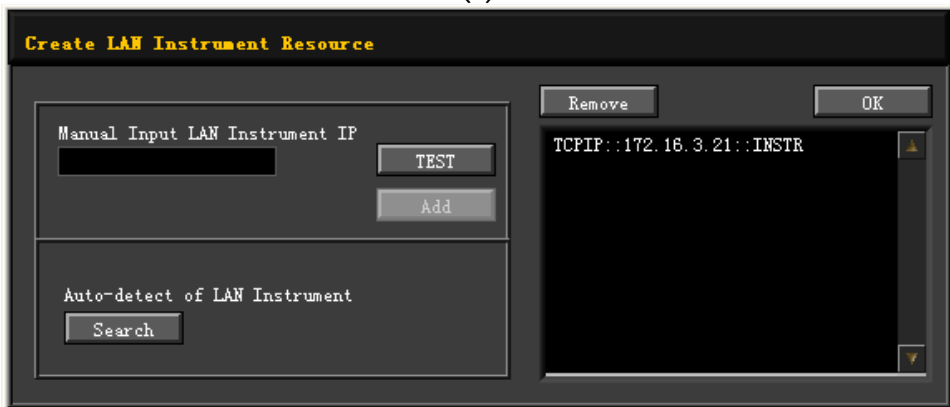 Create LAN Instrument Resource
Manual Input LAN Instrument IP
TEST
Add
Auto-detect of LAN Instrument
Search
Remove
OK
TCPIP::172.16.3.21::INSTR